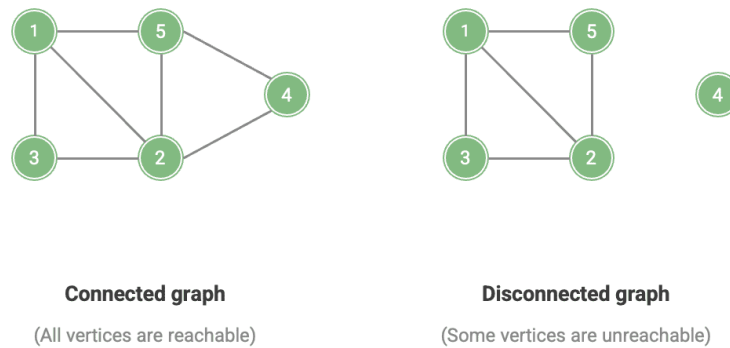 1 5 1 5
4 4
3 2 3 2
Connected graph Disconnected graph
(All vertices are reachable) (Some vertices are unreachable)